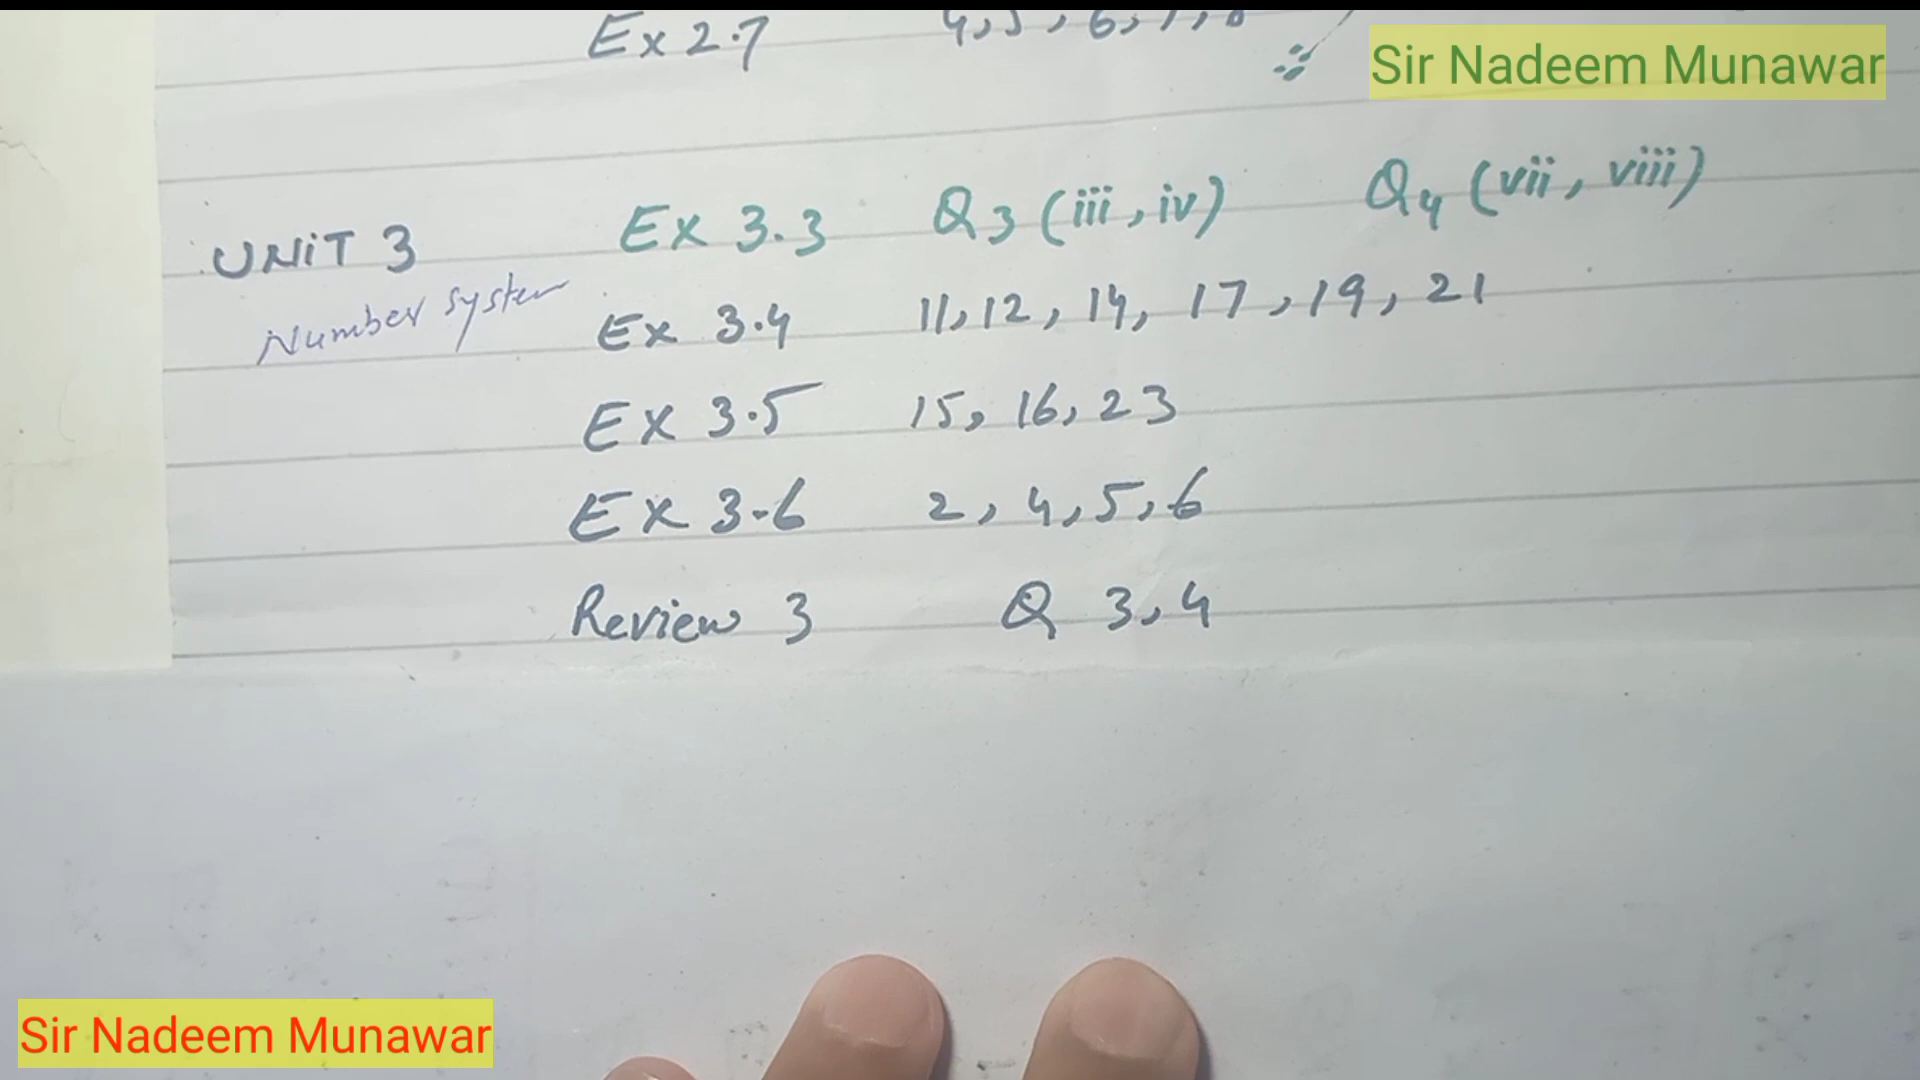 Ex 2.7
Sir Nadeem Munawar
UNiT 3 Ex 3.3 Q3 (iii, iv) Q4 (vii, viii)
Number system Ex 3.4 11, 12, 14, 17, 19, 21
Ex 3.5 15, 16, 23
Ex 3.6 2, 4, 5, 6
Review 3 Q 3, 4
Sir Nadeem Munawar